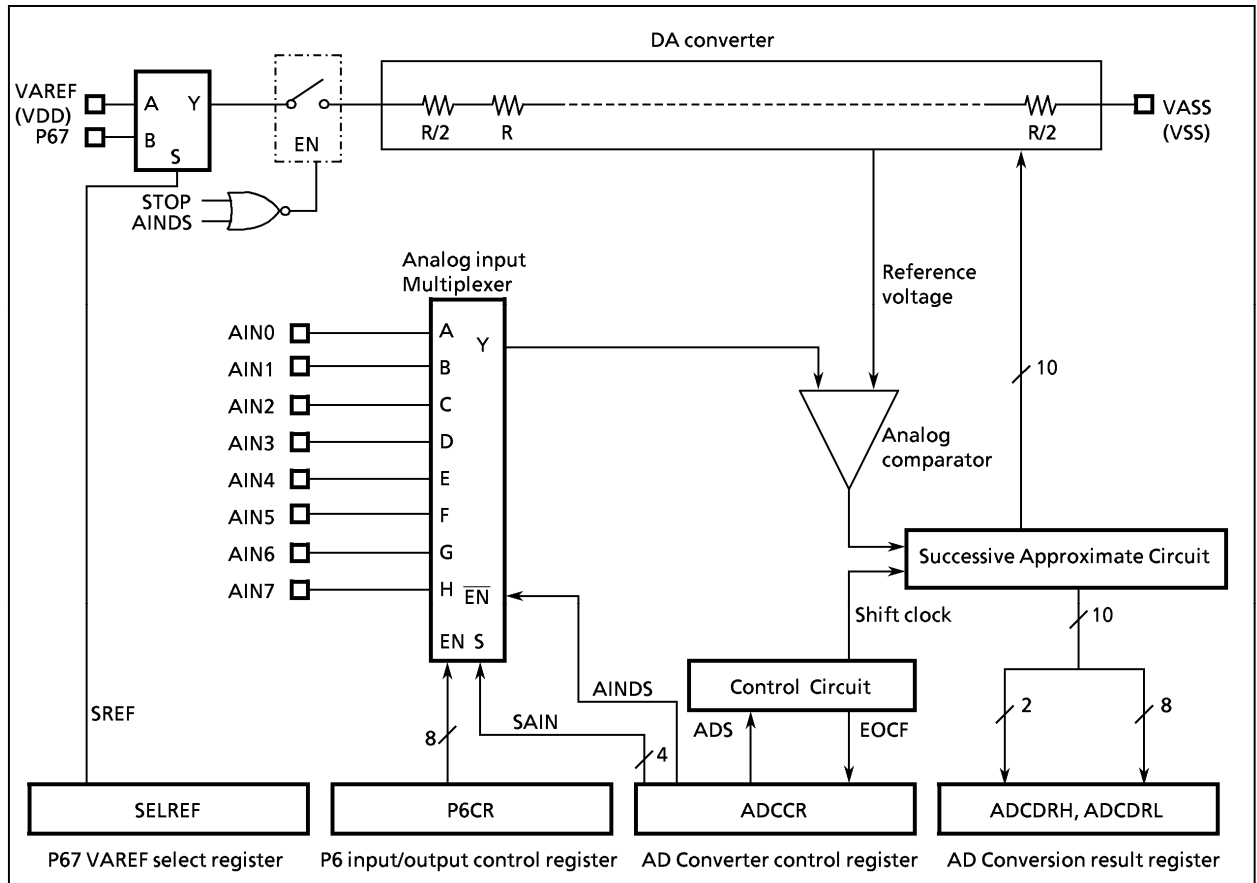 DA converter
VAREF
(VDD)
P67
A
Y
B
S
EN
R/2
R
R/2
VASS
(VSS)
STOP
AINDS
Analog input
Multiplexer
Reference
voltage
AIN0
A
Y
AIN1
B
AIN2
C
AIN3
D
AIN4
E
AIN5
F
AIN6
G
AIN7
H
EN
EN S
10
Analog
comparator
Successive Approximate Circuit
Shift clock
10
Control Circuit
AINDS
SREF
8
SAIN
4
ADS
EOCF
2
8
SELREF
P6CR
ADCCR
ADCDRH, ADCDRL
P67 VAREF select register
P6 input/output control register
AD Converter control register
AD Conversion result register